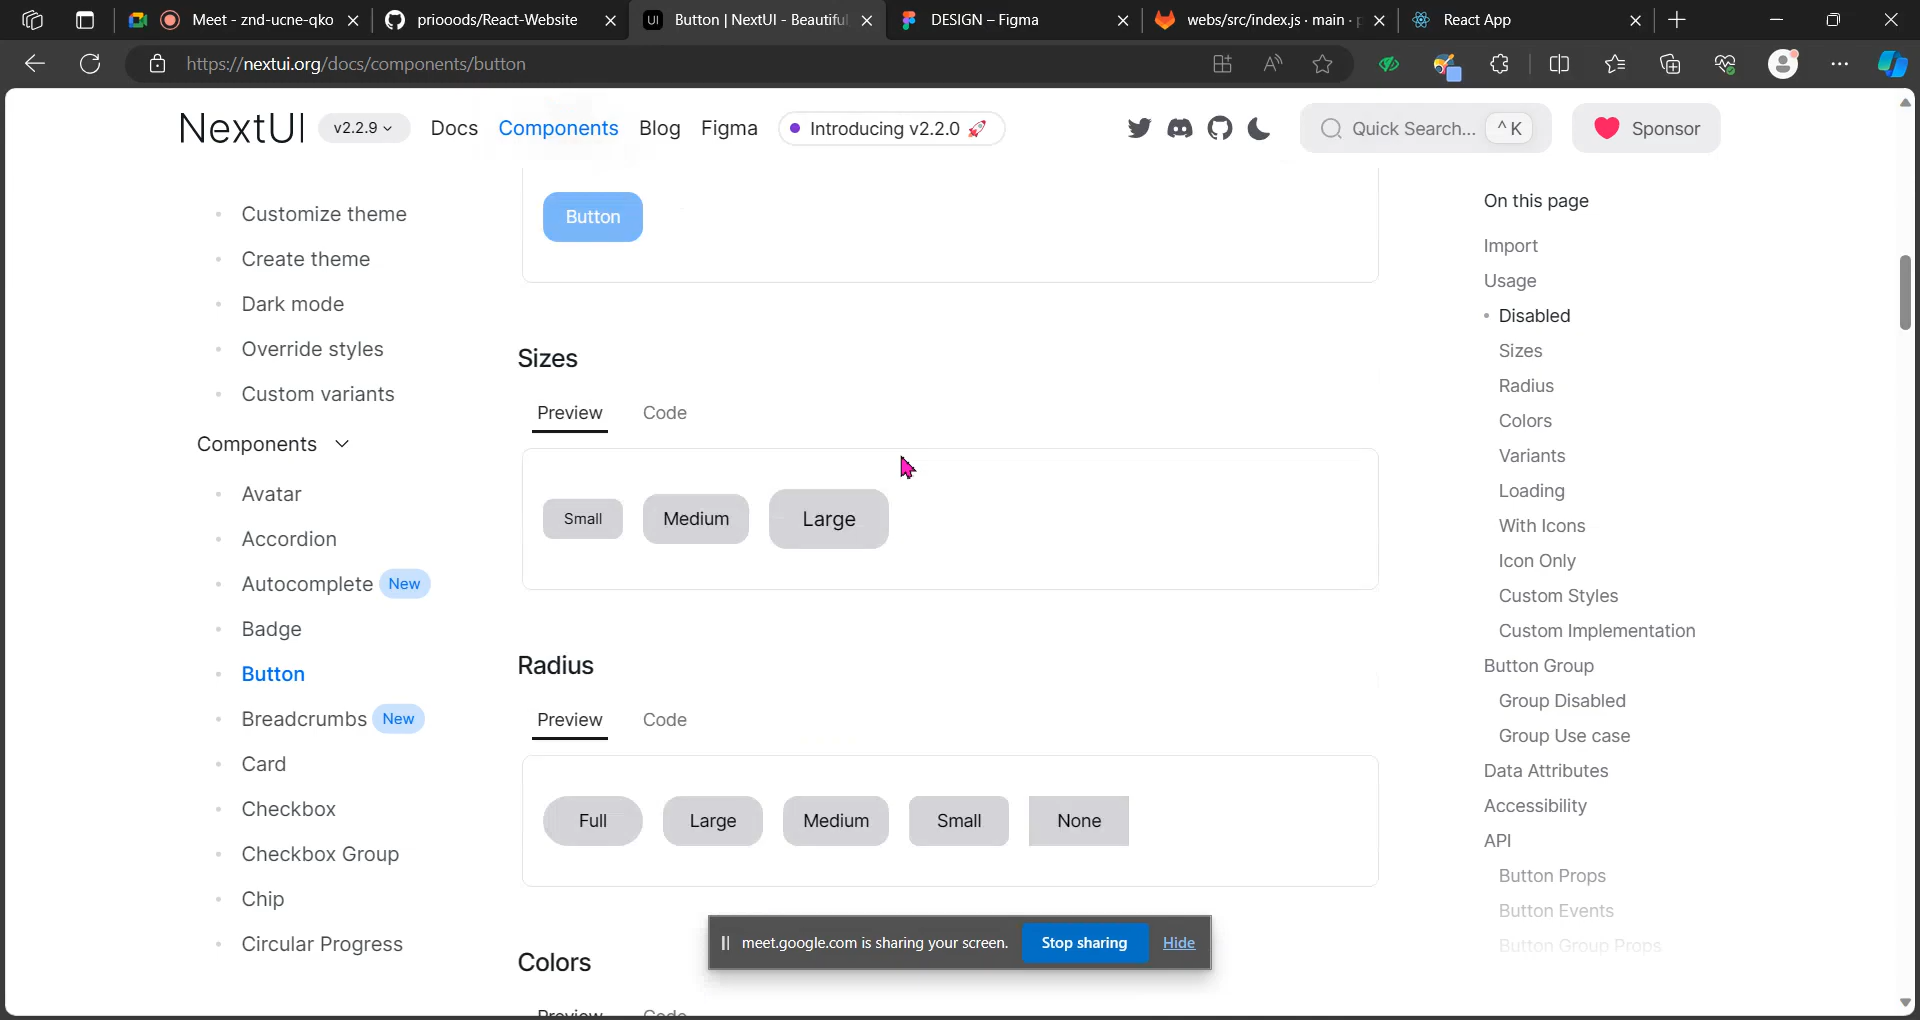 Meet - znd-ucne-qko
priooods/React-Website
Button | NextUI - Beautiful
DESIGN – Figma
webs/src/index.js · main ·
React App
https://nextui.org/docs/components/button
NextUI
v2.2.9
Docs
Components
Blog
Figma
Introducing v2.2.0 🚀
Quick Search...
^ K
Sponsor
Customize theme
Create theme
Dark mode
Override styles
Custom variants
Components
Avatar
Accordion
Autocomplete New
Badge
Button
Breadcrumbs New
Card
Checkbox
Checkbox Group
Chip
Circular Progress
Button
Sizes
Preview Code
Small Medium Large
Radius
Preview Code
Full Large Medium Small None
Colors
Preview Code
meet.google.com is sharing your screen. Stop sharing Hide
On this page
Import
Usage
Disabled
Sizes
Radius
Colors
Variants
Loading
With Icons
Icon Only
Custom Styles
Custom Implementation
Button Group
Group Disabled
Group Use case
Data Attributes
Accessibility
API
Button Props
Button Events
Button Group Props